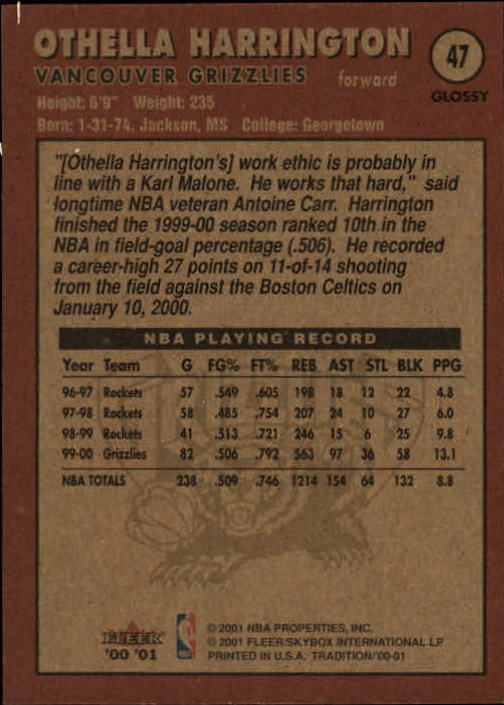 OTHELLA HARRINGTON
47
VANCOUVER GRIZZLIES forward
GLOSSY
Height: 6'9" Weight: 235
Born: 1-31-74, Jackson, MS College: Georgetown
"[Othella Harrington's] work ethic is probably in
line with a Karl Malone. He works that hard," said
longtime NBA veteran Antoine Carr. Harrington
finished the 1999-00 season ranked 10th in the
NBA in field-goal percentage (.506). He recorded
a career-high 27 points on 11-of-14 shooting
from the field against the Boston Celtics on
January 10, 2000.
NBA PLAYING RECORD
Year Team G FG% FT% REB AST STL BLK PPG
96-97 Rockets 57 .549 .605 198 18 12 22 4.8
97-98 Rockets 58 .485 .754 207 24 10 27 6.0
98-99 Rockets 41 .513 .721 246 15 6 25 9.8
99-00 Grizzlies 82 .506 .792 563 97 36 58 13.1
NBA TOTALS 238 .509 .746 1214 154 64 132 8.8
FLEER
'00 '01
© 2001 NBA PROPERTIES, INC.
© 2001 FLEER/SKYBOX INTERNATIONAL LP
PRINTED IN U.S.A. TRADITION/'00-01